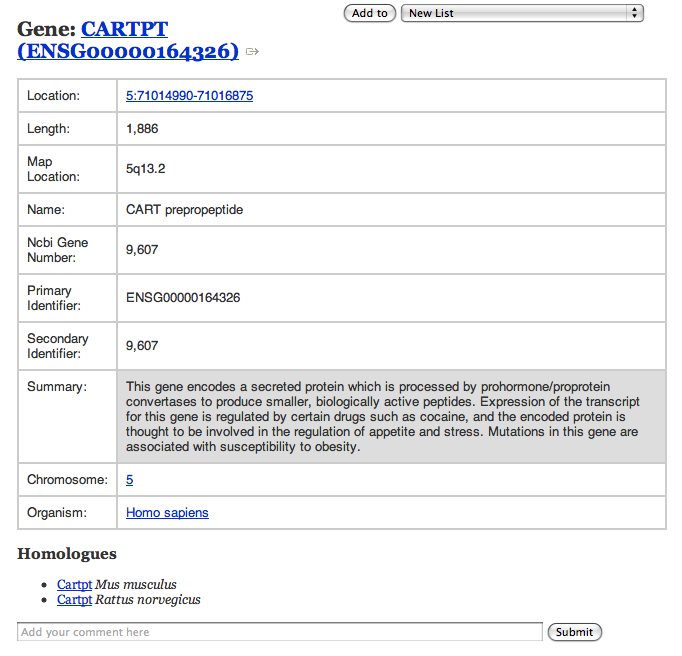 Add to New List
Gene: CARTPT
(ENSG00000164326)
Location: 5:71014990-71016875
Length: 1,886
Map
Location: 5q13.2
Name: CART prepropeptide
Ncbi Gene
Number: 9,607
Primary
Identifier: ENSG00000164326
Secondary
Identifier: 9,607
Summary: This gene encodes a secreted protein which is processed by prohormone/proprotein
convertases to produce smaller, biologically active peptides. Expression of the transcript
for this gene is regulated by certain drugs such as cocaine, and the encoded protein is
thought to be involved in the regulation of appetite and stress. Mutations in this gene are
associated with susceptibility to obesity.
Chromosome: 5
Organism: Homo sapiens
Homologues
• Cartpt Mus musculus
• Cartpt Rattus norvegicus
Add your comment here Submit